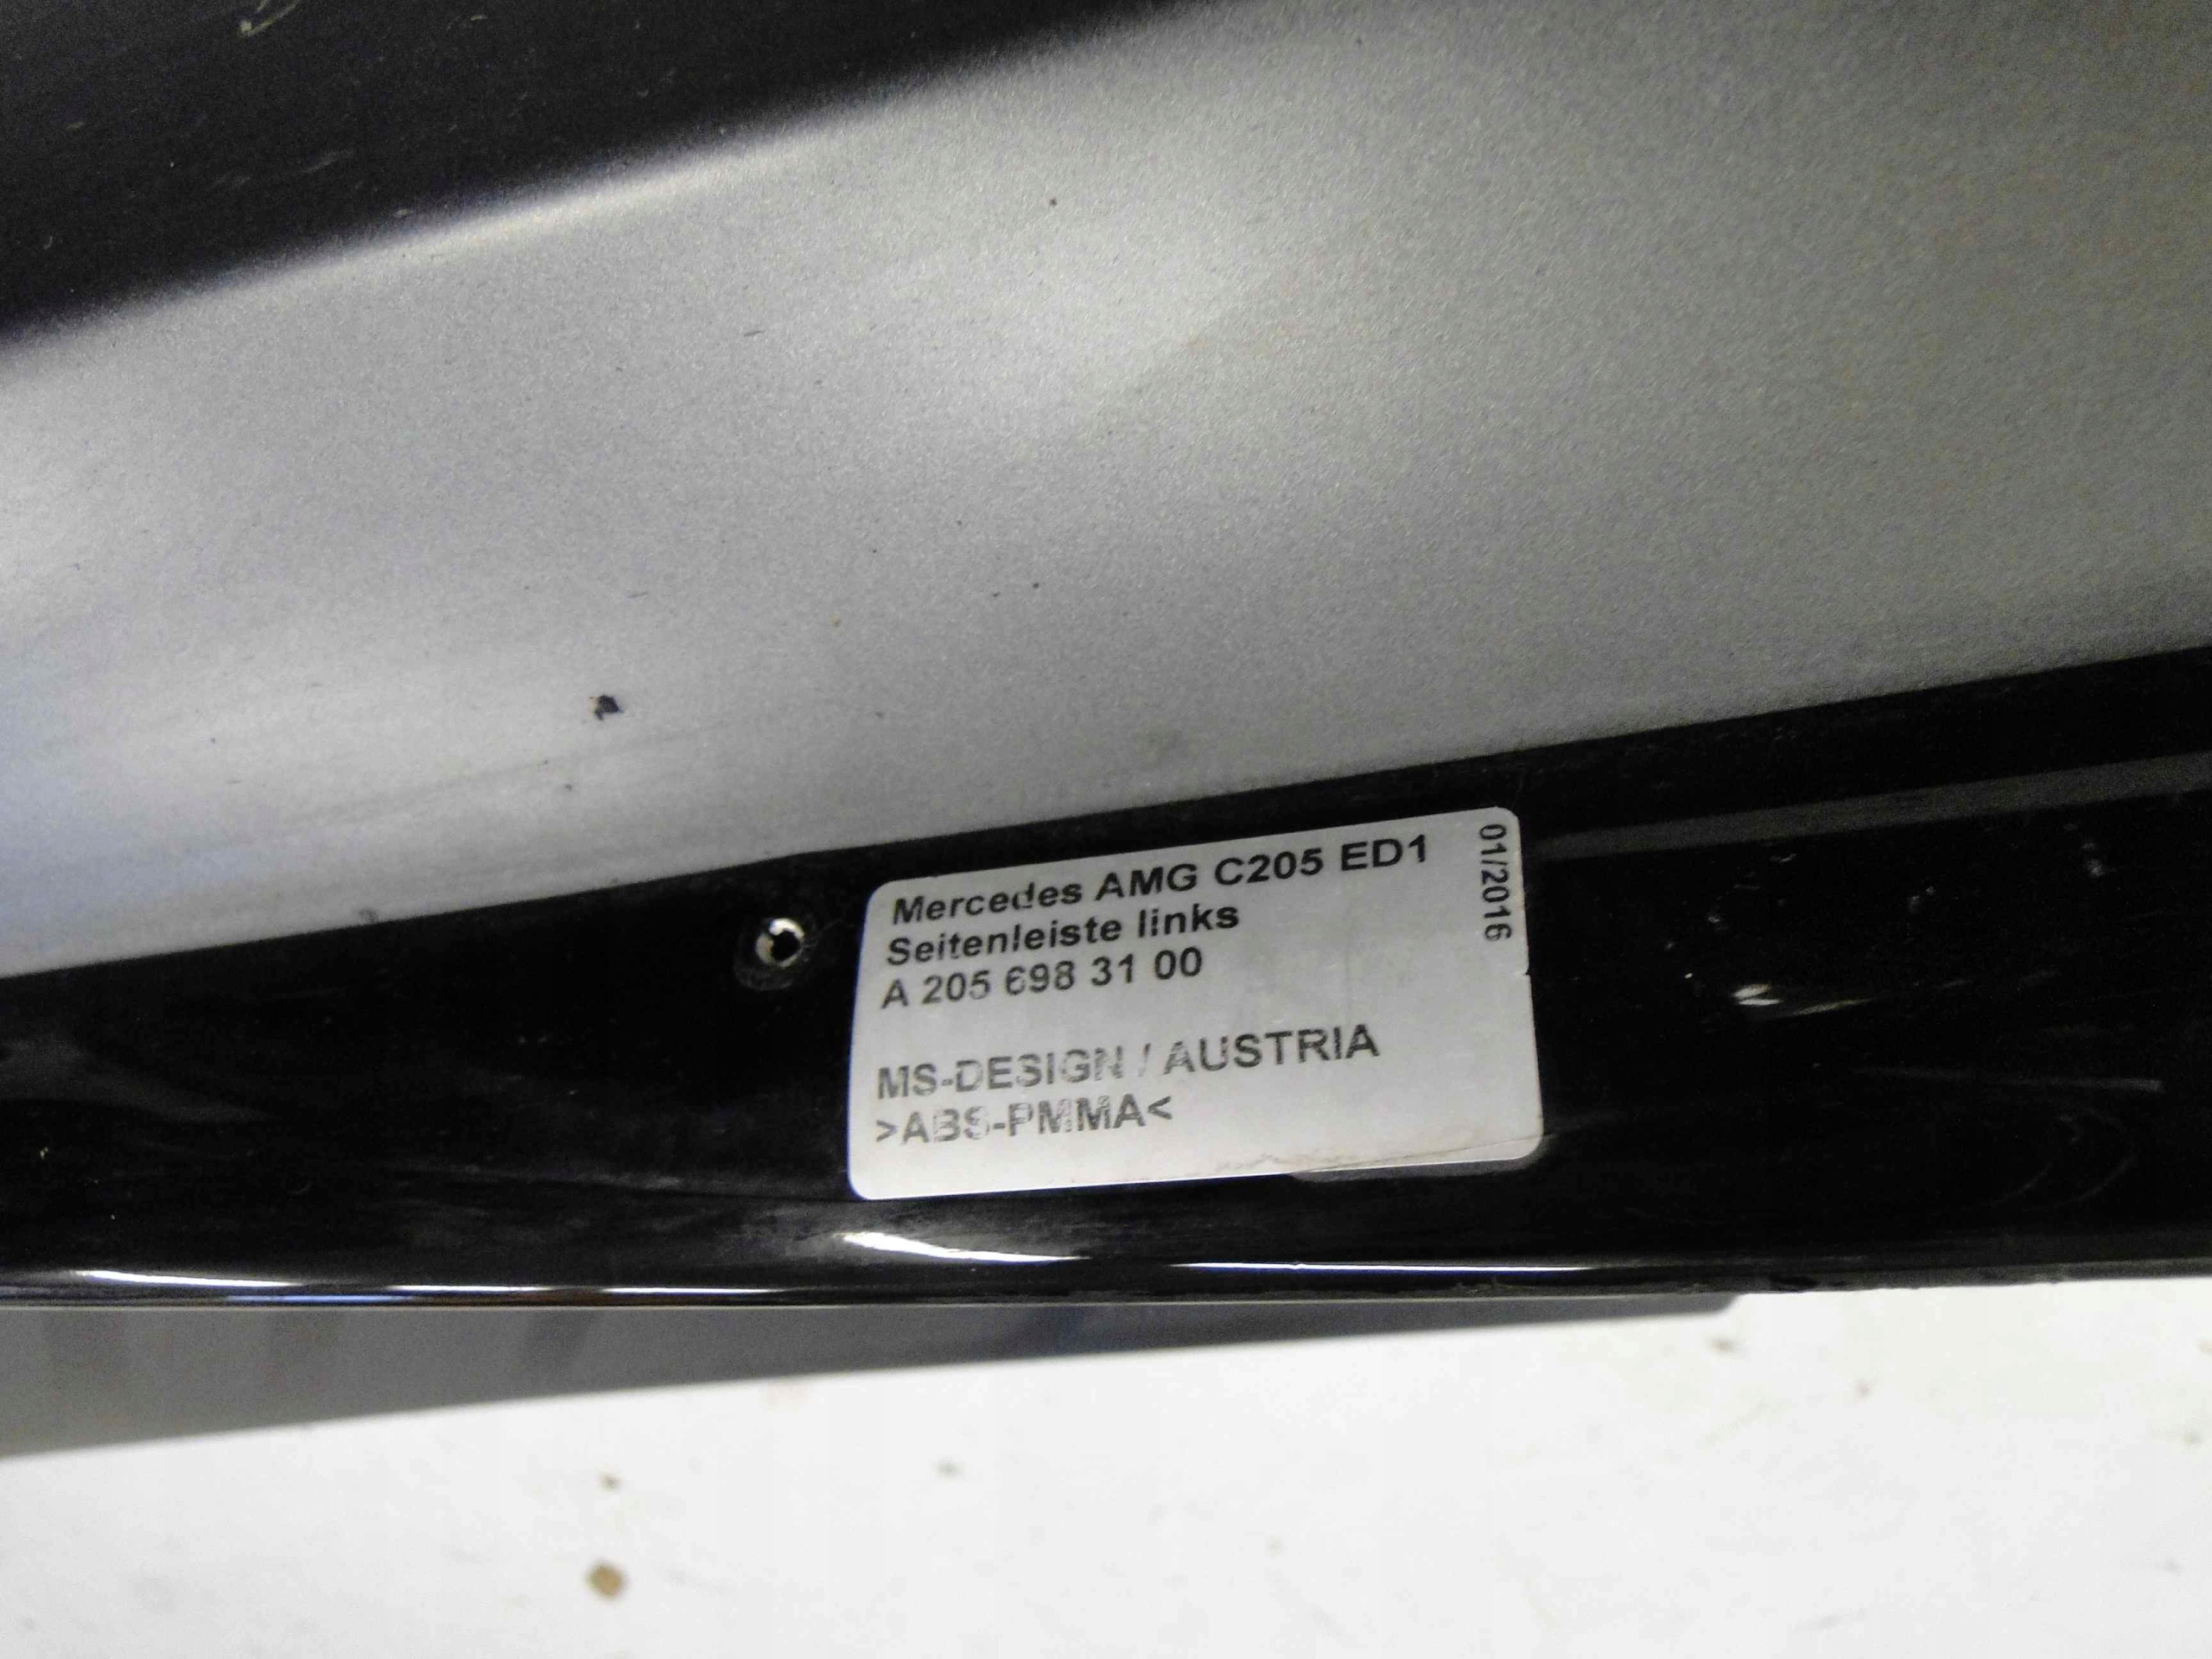 Mercedes AMG C205 ED1
Seitenleiste links
A 205 698 31 00
MS-DESIGN / AUSTRIA
>ABS-PMMA<
01/2016